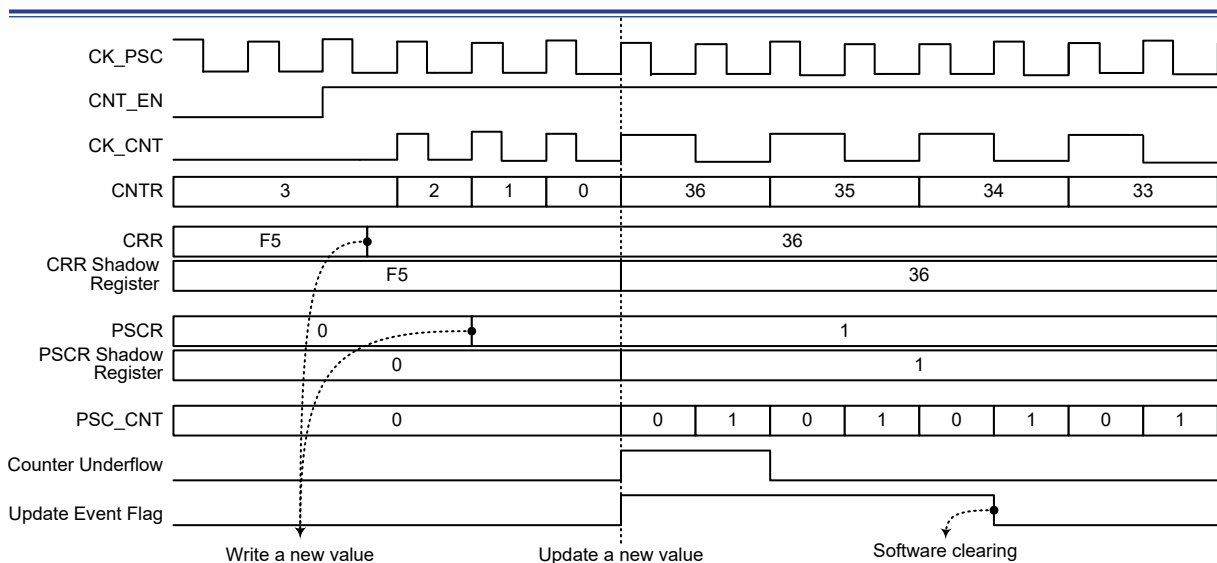 CK_PSC
CNT_EN
CK_CNT
CNTR 3 2 1 0 36 35 34 33
CRR F5 36
CRR Shadow
Register F5 36
PSCR 0 1
PSCR Shadow
Register 0 1
PSC_CNT 0 0 1 0 1 0 1 0 1
Counter Underflow
Update Event Flag
Write a new value Update a new value Software clearing